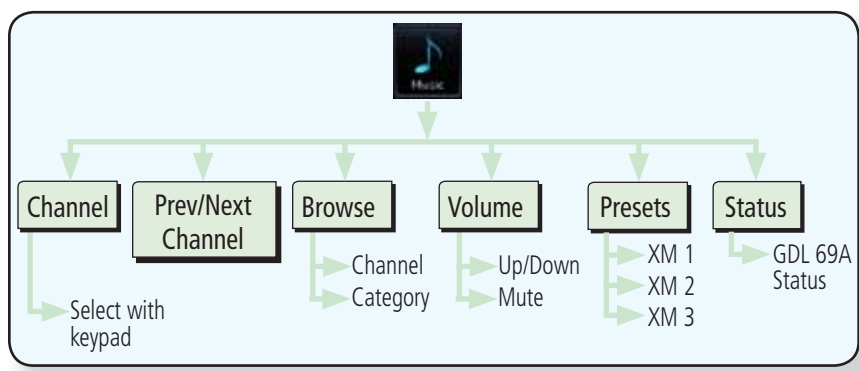 Music
Channel
Select with
keypad
Prev/Next
Channel
Browse
Channel
Category
Volume
Up/Down
Mute
Presets
XM 1
XM 2
XM 3
Status
GDL 69A
Status